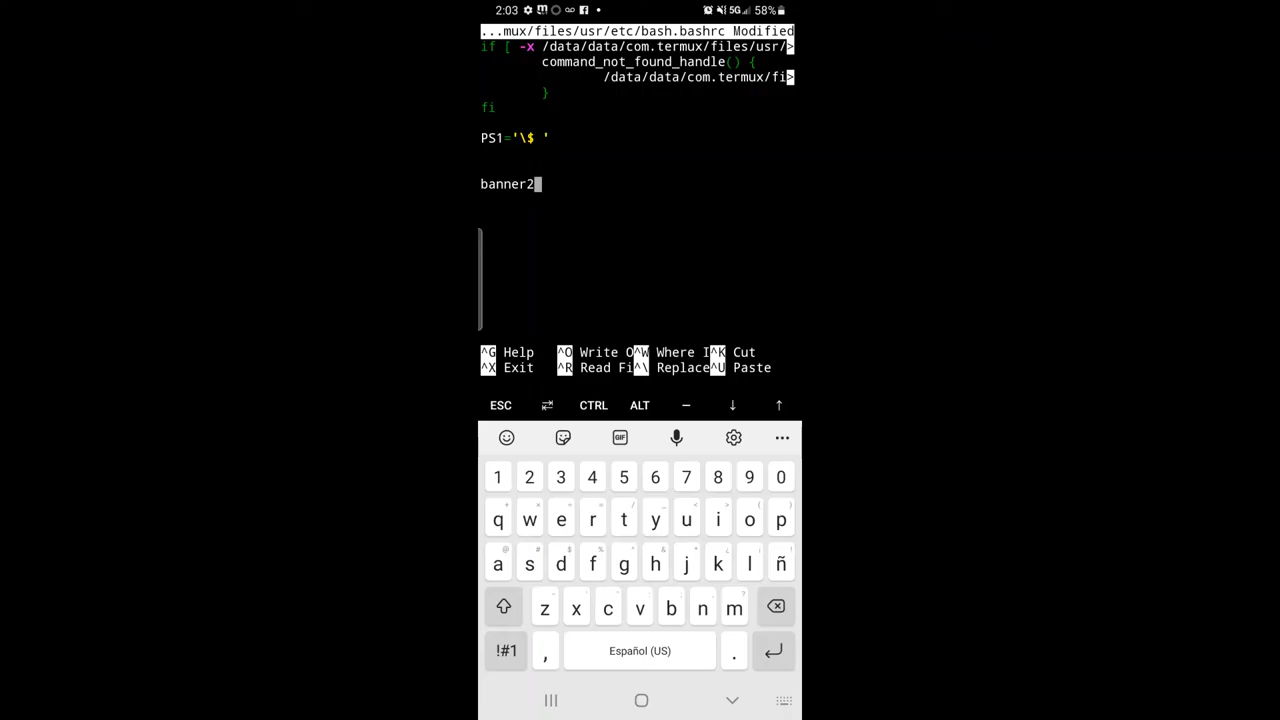 2:03 5G 58%
...mux/files/usr/etc/bash.bashrc Modified
if [ -x /data/data/com.termux/files/usr/>
command_not_found_handle() {
/data/data/com.termux/fi>
}
fi
PS1='\$ '
banner2
^G Help ^O Write O^W Where I^K Cut
^X Exit ^R Read Fi^\ Replace^U Paste
ESC ⇄ CTRL ALT — ↓ ↑
GIF
1 2 3 4 5 6 7 8 9 0
q w e r t y u i o p
a s d f g h j k l ñ
z x c v b n m
!#1 , Español (US) .